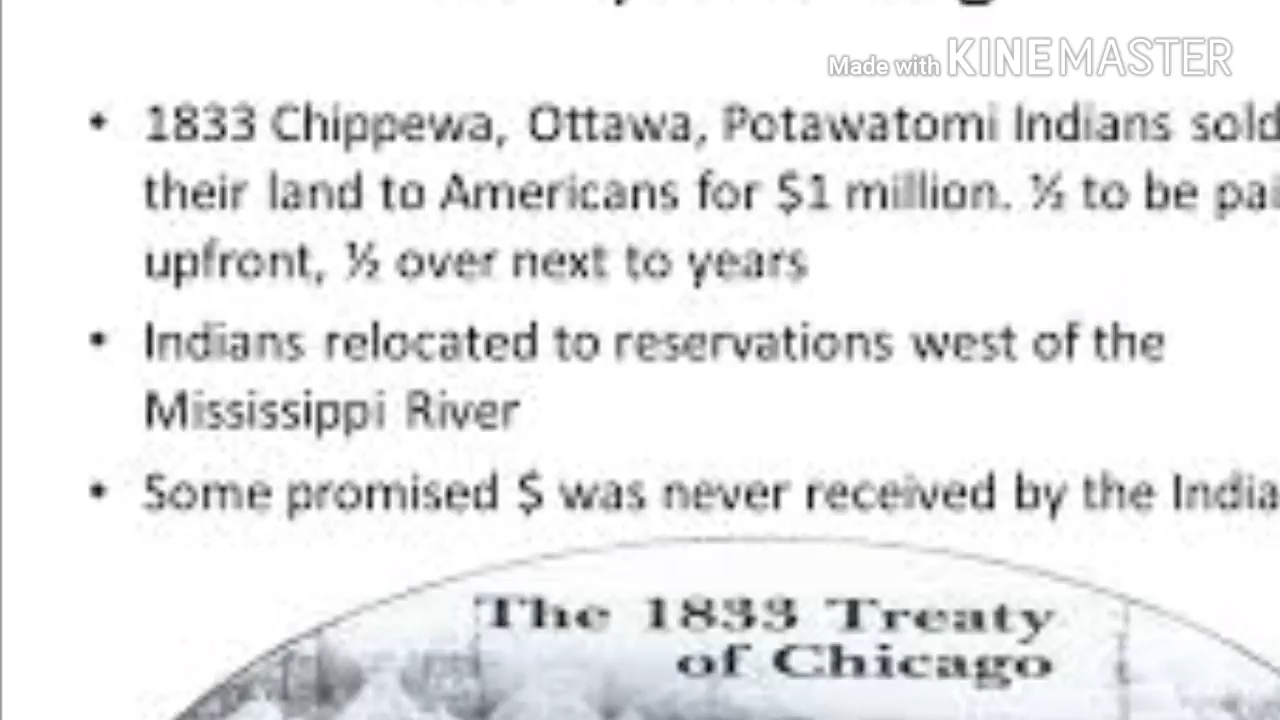 Made with KINEMASTER
• 1833 Chippewa, Ottawa, Potawatomi Indians sold
their land to Americans for $1 million. ½ to be pai
upfront, ½ over next to years
• Indians relocated to reservations west of the
Mississippi River
• Some promised $ was never received by the India
The 1833 Treaty
of Chicago